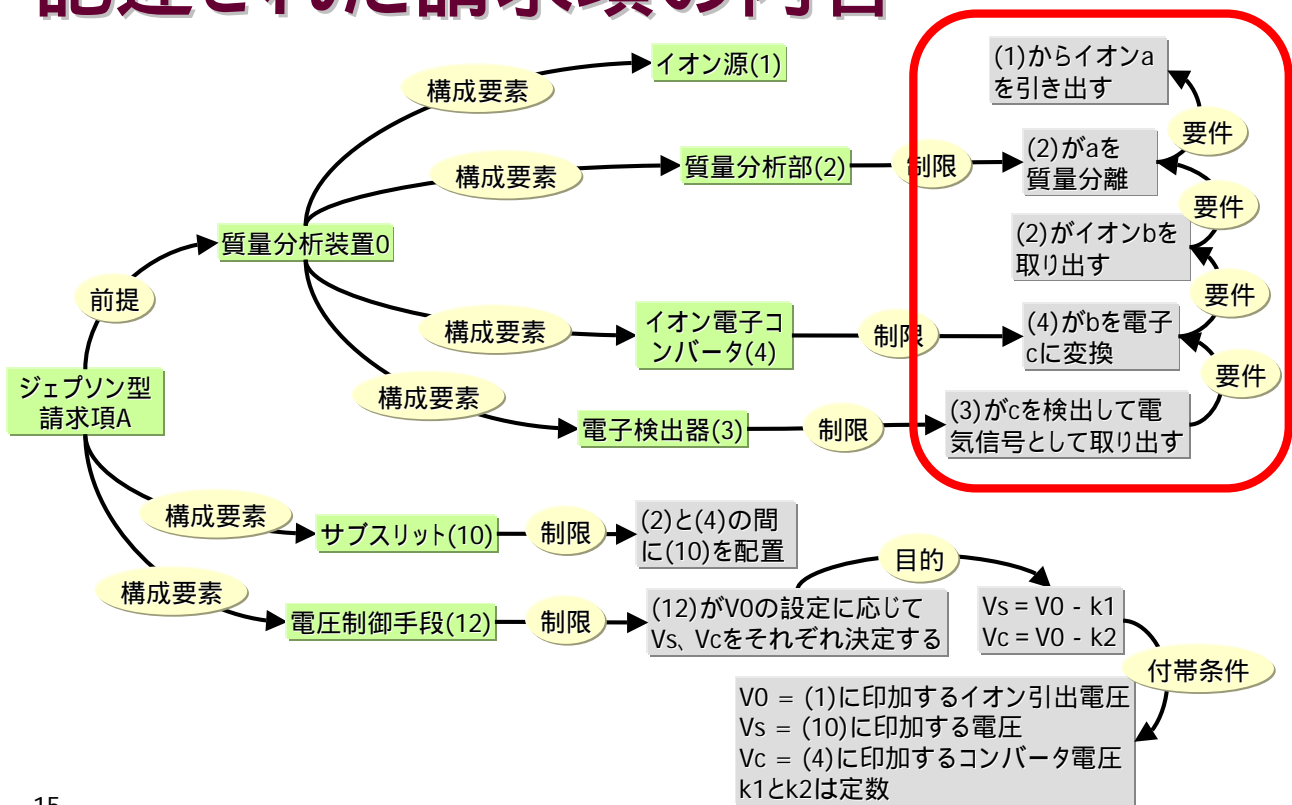 記述された請求項の内容
イオン源(1)
(1)からイオンa
を引き出す
構成要素
要件
質量分析部(2)
制限
(2)がaを
質量分離
構成要素
要件
質量分析装置0
(2)がイオンbを
取り出す
前提
要件
構成要素
イオン電子コ
ンバータ(4)
制限
(4)がbを電子
cに変換
要件
ジェプソン型
請求項A
構成要素
電子検出器(3)
制限
(3)がcを検出して電
気信号として取り出す
構成要素
サブスリット(10)
制限
(2)と(4)の間
に(10)を配置
目的
構成要素
電圧制御手段(12)
制限
(12)がV0の設定に応じて
Vs、Vcをそれぞれ決定する
Vs = V0 - k1
Vc = V0 - k2
付帯条件
V0 = (1)に印加するイオン引出電圧
Vs = (10)に印加する電圧
Vc = (4)に印加するコンバータ電圧
k1とk2は定数
15